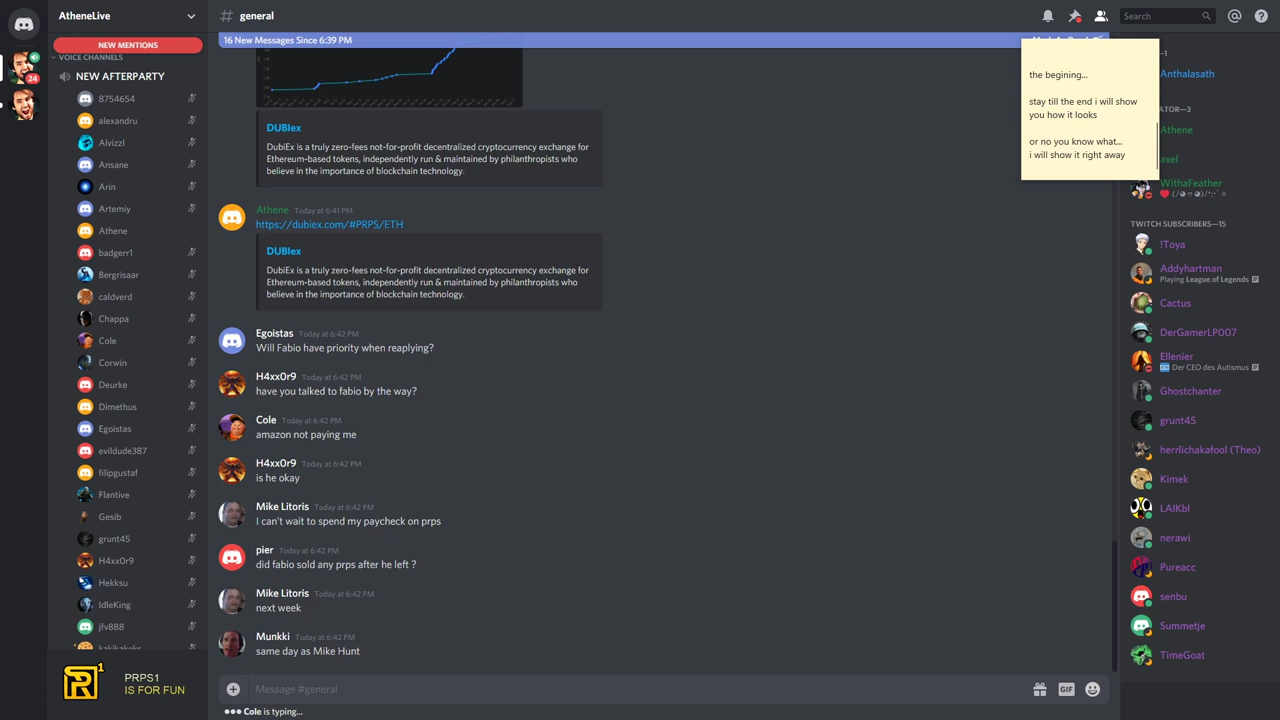 AtheneLive
# general
Search
24
NEW MENTIONS
VOICE CHANNELS
NEW AFTERPARTY
8754654
alexandru
Alvizzl
Ansane
Arin
Artemiy
Athene
badgerr1
Bergrisaar
caldverd
Chappa
Cole
Corwin
Deurke
Dimethus
Egoistas
evildude387
filipgustaf
Flantive
Gesib
grunt45
H4xx0r9
Hekksu
IdleKing
jfv888
kakikakeks
PRPS1
IS FOR FUN
16 New Messages Since 6:39 PM
DUBIex
DubiEx is a truly zero-fees not-for-profit decentralized cryptocurrency exchange for
Ethereum-based tokens, independently run & maintained by philanthropists who
believe in the importance of blockchain technology.
Athene Today at 6:41 PM
https://dubiex.com/#PRPS/ETH
DUBIex
DubiEx is a truly zero-fees not-for-profit decentralized cryptocurrency exchange for
Ethereum-based tokens, independently run & maintained by philanthropists who
believe in the importance of blockchain technology.
Egoistas Today at 6:42 PM
Will Fabio have priority when reaplying?
H4xx0r9 Today at 6:42 PM
have you talked to fabio by the way?
Cole Today at 6:42 PM
amazon not paying me
H4xx0r9 Today at 6:42 PM
is he okay
Mike Litoris Today at 6:42 PM
I can't wait to spend my paycheck on prps
pier Today at 6:42 PM
did fabio sold any prps after he left ?
Mike Litoris Today at 6:42 PM
next week
Munkki Today at 6:42 PM
same day as Mike Hunt
Message #general
GIF
Cole is typing...
the begining...
stay till the end i will show
you how it looks
or no you know what...
i will show it right away
—1
Anthalasath
ATOR—3
Athene
axel
WithaFeather
TWITCH SUBSCRIBERS—15
!Toya
Addyhartman
Playing League of Legends
Cactus
DerGamerLP007
Ellenier
Der CEO des Autismus
Ghostchanter
grunt45
herrlichakafool (Theo)
Kimek
LAIKbl
nerawi
Pureacc
senbu
Summetje
TimeGoat